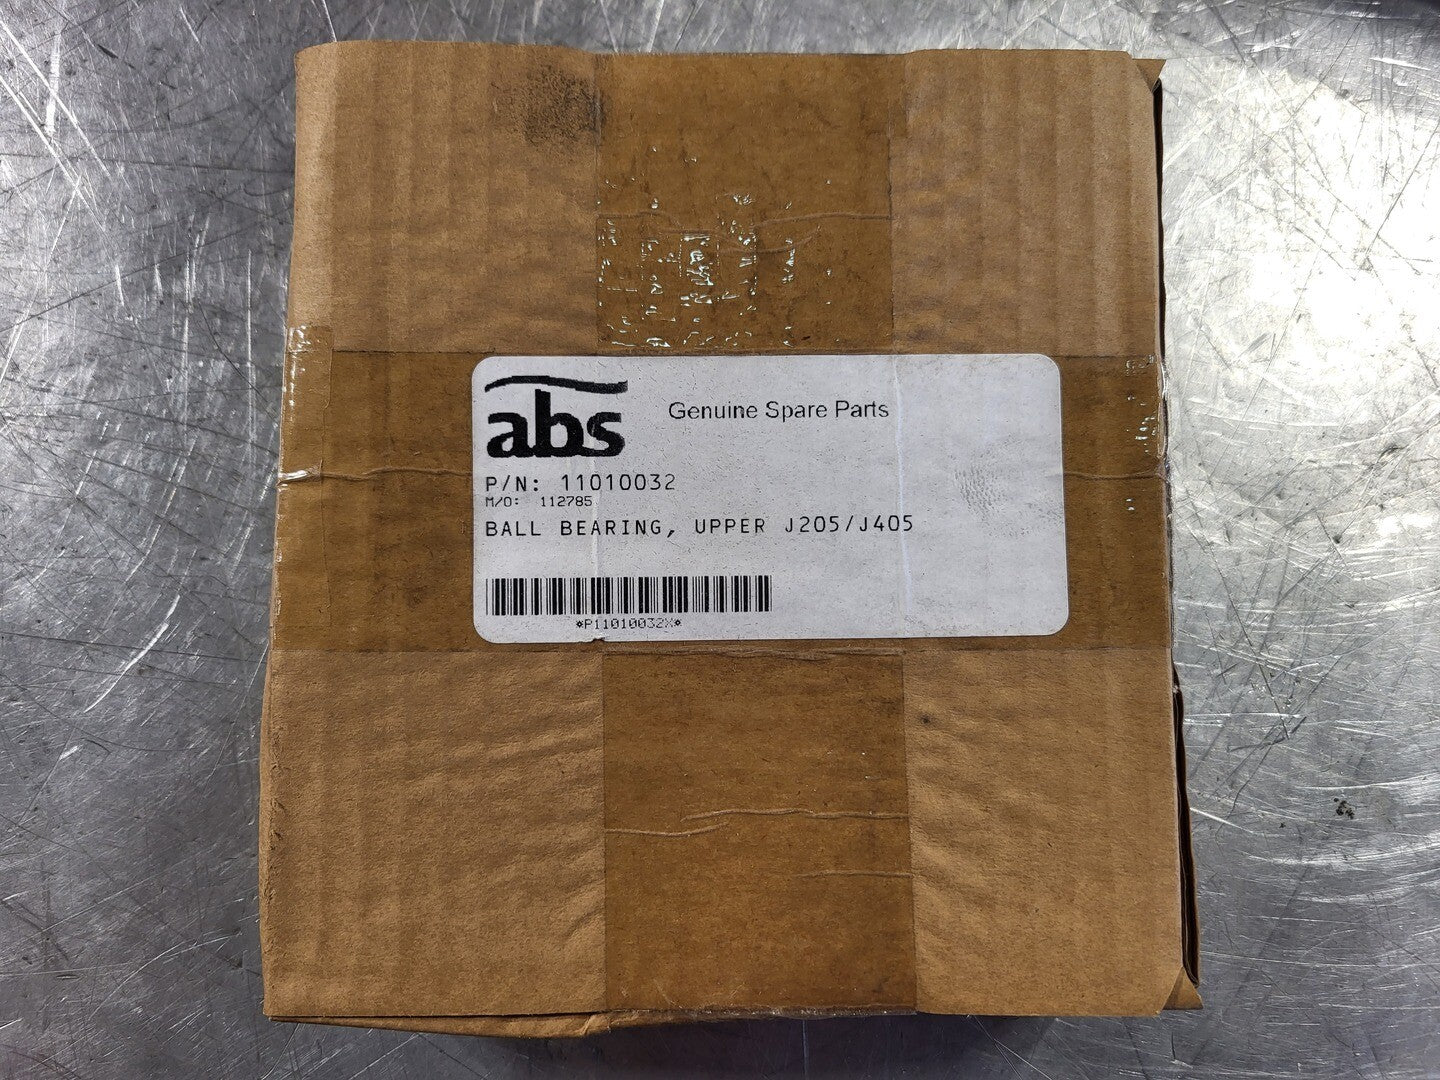 abs
Genuine Spare Parts
P/N: 11010032
M/O: 112785
BALL BEARING, UPPER J205/J405
*P11010032X*